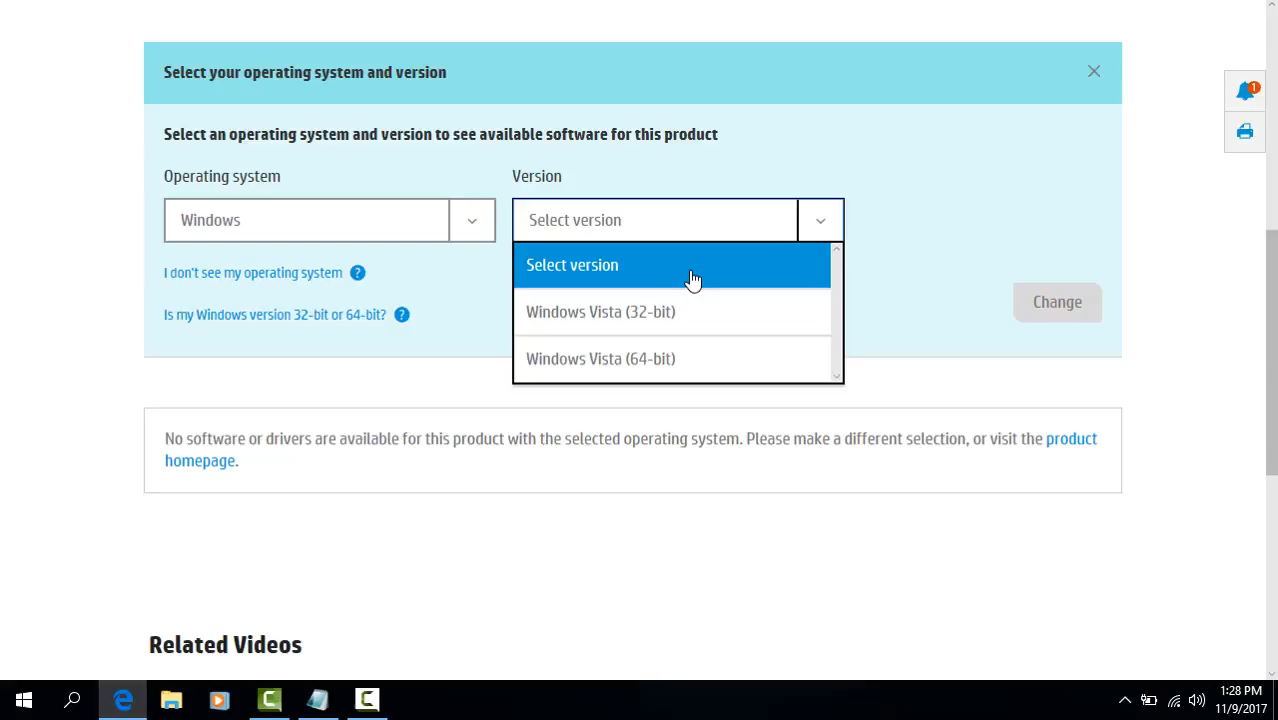 Select your operating system and version
1
Select an operating system and version to see available software for this product
Operating system
Version
Windows
Select version
Select version
I don't see my operating system ?
Windows Vista (32-bit)
Change
Is my Windows version 32-bit or 64-bit? ?
Windows Vista (64-bit)
No software or drivers are available for this product with the selected operating system. Please make a different selection, or visit the product
homepage.
Related Videos
1:28 PM
11/9/2017